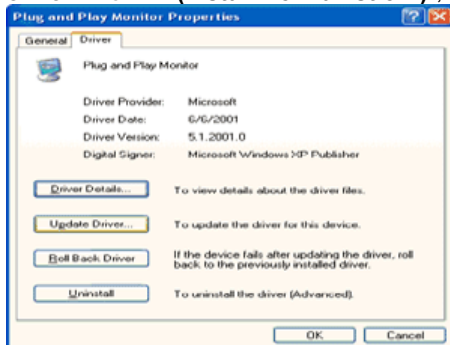 Plug and Play Monitor Properties
General Driver
Plug and Play Monitor
Driver Provider: Microsoft
Driver Date: 6/6/2001
Driver Version: 5.1.2001.0
Digital Signer: Microsoft Windows XP Publisher
Driver Details... To view details about the driver files.
Update Driver... To update the driver for this device.
Roll Back Driver If the device fails after updating the driver, roll
back to the previously installed driver.
Uninstall To uninstall the driver (Advanced).
OK Cancel